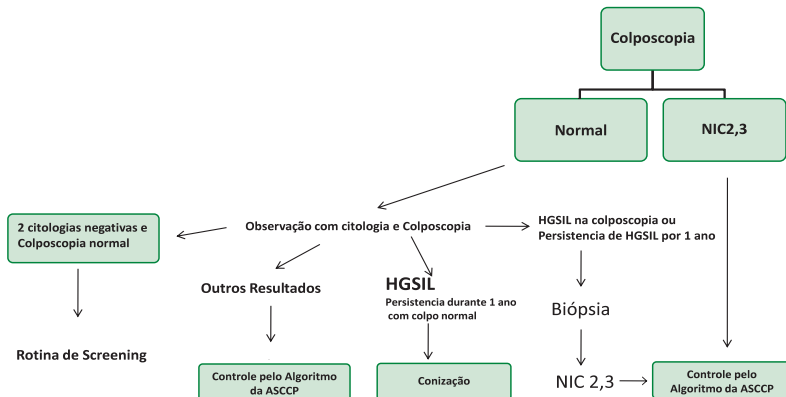 Colposcopia
Normal
NIC2,3
2 citologias negativas e
Colposcopia normal
Observação com citologia e Colposcopia
HGSIL na colposcopia ou
Persistencia de HGSIL por 1 ano
Outros Resultados
HGSIL
Persistencia durante 1 ano
com colpo normal
Biópsia
Rotina de Screening
Controle pelo Algoritmo
da ASCCP
Conização
NIC 2,3
Controle pelo
Algoritmo da ASCCP